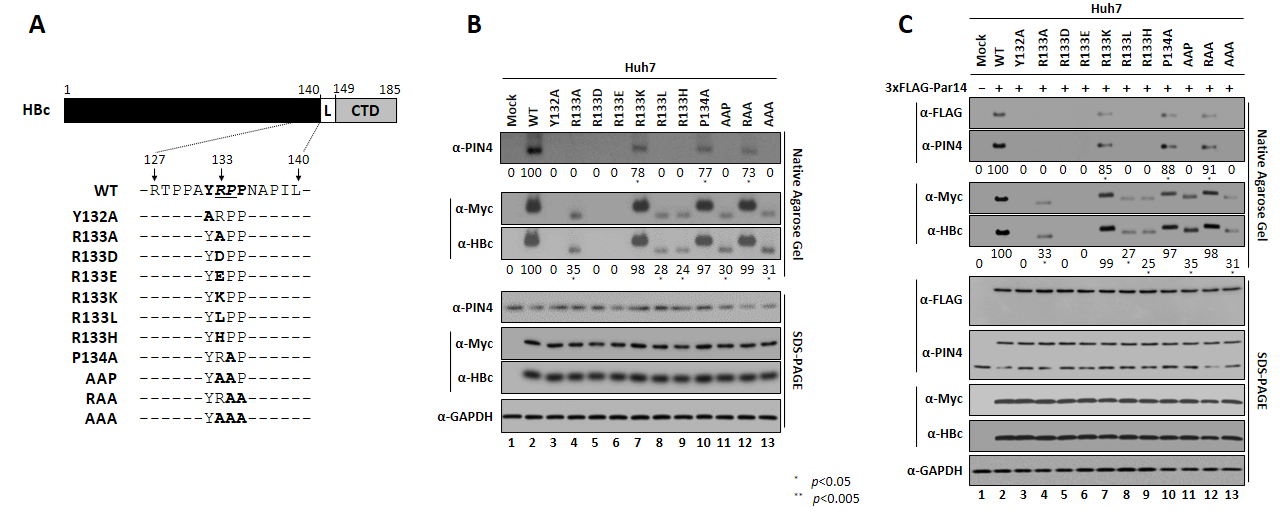 A
1
140
149
185
HBc
L
CTD
127
133
140
WT
–RTPPAYRPPNAPIL–
Y132A
––––––ARPP––––––
R133A
––––––YAPP––––––
R133D
––––––YDPP––––––
R133E
––––––YEPP––––––
R133K
––––––YKPP––––––
R133L
––––––YLPP––––––
R133H
––––––YHPP––––––
P134A
––––––YRAP––––––
AAP
––––––YAAP––––––
RAA
––––––YRAA––––––
AAA
––––––YAAA––––––
B
Huh7
Mock WT Y132A R133A R133D R133E R133K R133L R133H P134A AAP RAA AAA
α-PIN4
0 100 0 0 0 0 78 0 0 77 0 73 0
* * *
α-Myc
α-HBc
0 100 0 35 0 0 98 28 24 97 30 99 31
* * * * *
Native Agarose Gel
α-PIN4
α-Myc
α-HBc
α-GAPDH
SDS-PAGE
1 2 3 4 5 6 7 8 9 10 11 12 13
* p<0.05
** p<0.005
C
Huh7
Mock WT Y132A R133A R133D R133E R133K R133L R133H P134A AAP RAA AAA
3xFLAG-Par14 – + + + + + + + + + + + +
α-FLAG
α-PIN4
0 100 0 0 0 0 85 0 0 88 0 91 0
* * *
α-Myc
α-HBc
0 100 0 33 0 0 99 27 25 97 35 98 31
* * * * *
Native Agarose Gel
α-FLAG
α-PIN4
α-Myc
α-HBc
α-GAPDH
SDS-PAGE
1 2 3 4 5 6 7 8 9 10 11 12 13